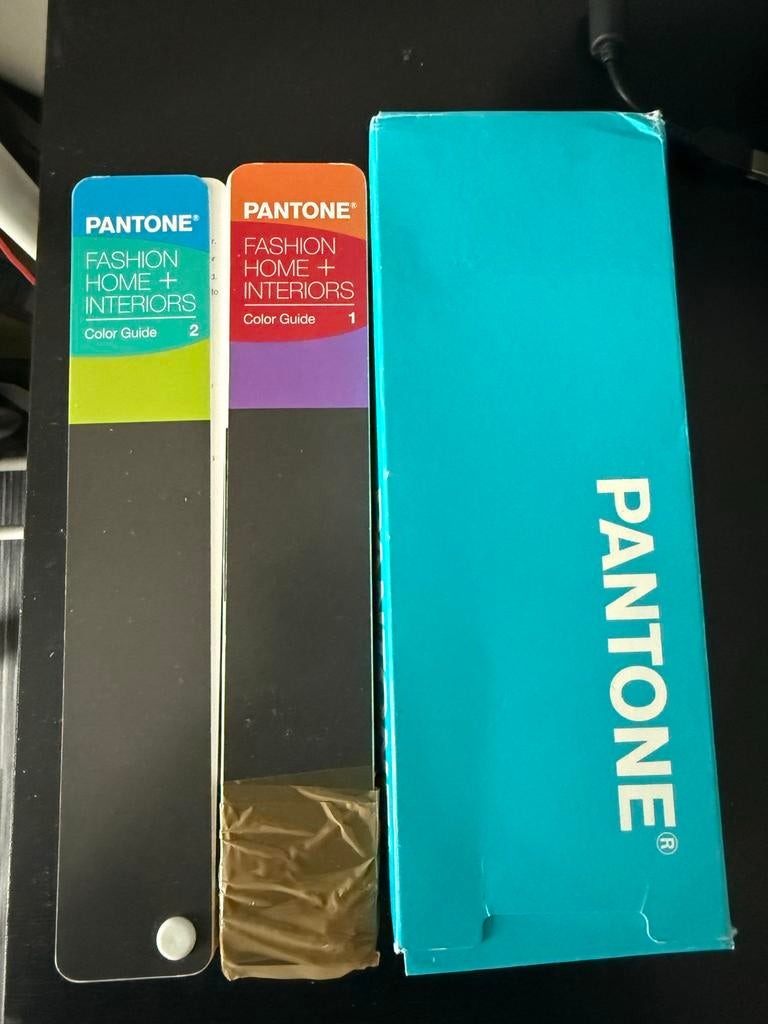 PANTONE®
FASHION
HOME +
INTERIORS
Color Guide 2
PANTONE®
FASHION
HOME +
INTERIORS
Color Guide 1
PANTONE®